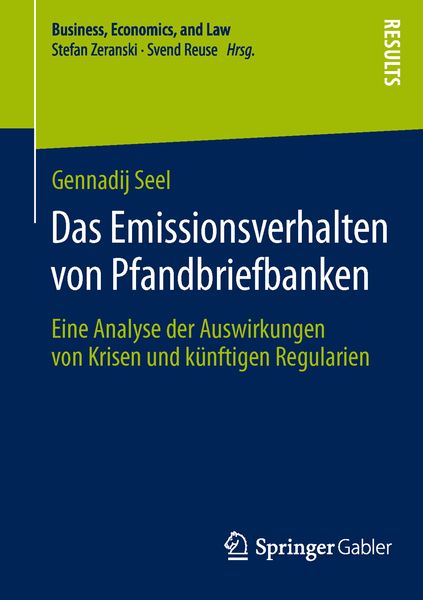 Business, Economics, and Law
Stefan Zeranski · Svend Reuse Hrsg.
RESULTS
Gennadij Seel
Das Emissionsverhalten
von Pfandbriefbanken
Eine Analyse der Auswirkungen
von Krisen und künftigen Regularien
Springer Gabler